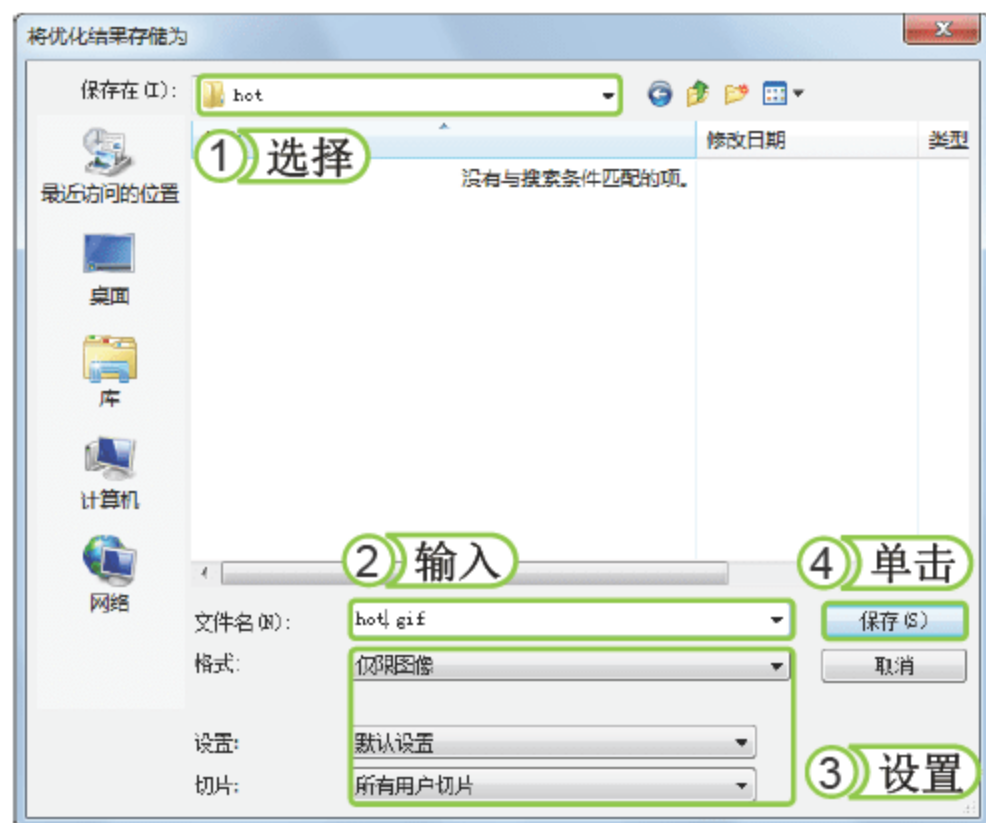 将优化结果存储为
保存在(I):
hot
① 选择
修改日期
类型
没有与搜索条件匹配的项。
最近访问的位置
桌面
库
计算机
网络
② 输入
④ 单击
文件名(N):
hot.gif
保存(S)
格式:
仅限图像
取消
设置:
默认设置
③ 设置
切片:
所有用户切片